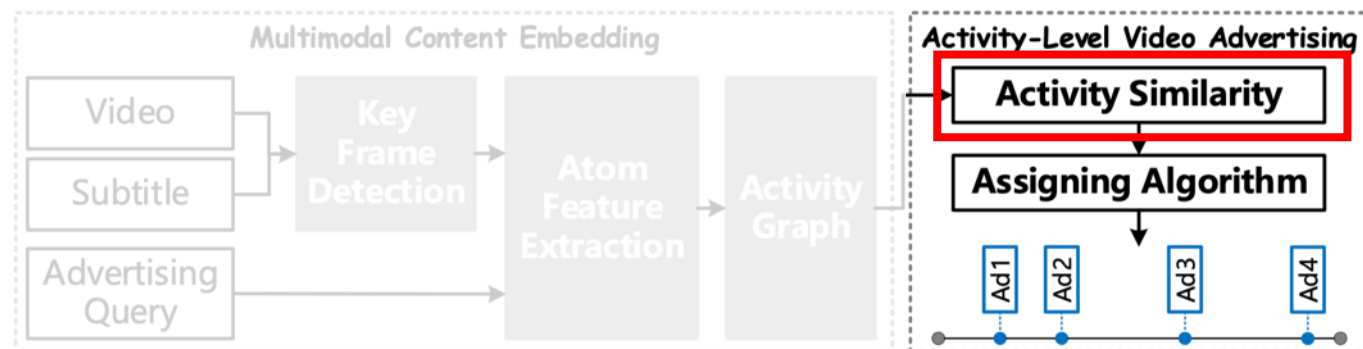 Multimodal Content Embedding
Video
Subtitle
Advertising
Query
Key
Frame
Detection
Atom
Feature
Extraction
Activity
Graph
Activity-Level Video Advertising
Activity Similarity
Assigning Algorithm
Ad1
Ad2
Ad3
Ad4